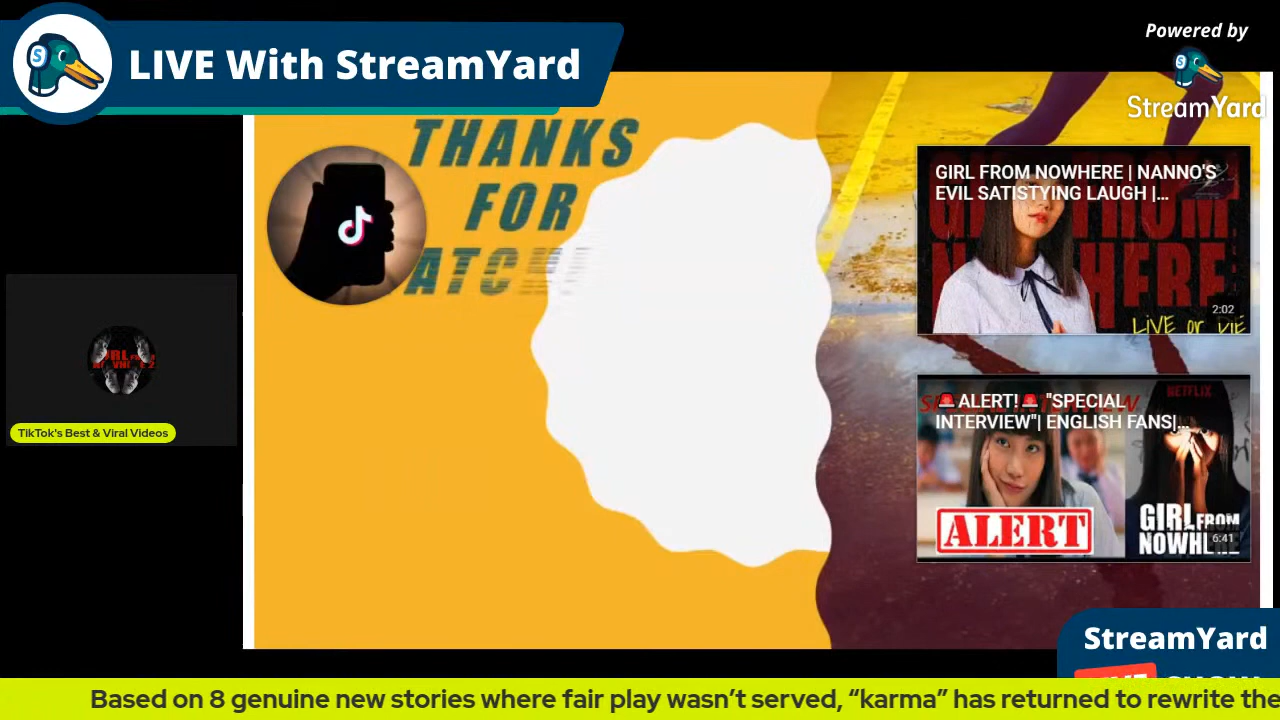 LIVE With StreamYard
Powered by
StreamYard
THANKS
FOR
GIRL FROM NOWHERE | NANNO'S
EVIL SATISTYING LAUGH |...
LiVE or DiE
2:02
🚨ALERT!🚨 "SPECIAL
INTERVIEW"| ENGLISH FANS|...
NETFLIX
ALERT
GIRL FROM
NOWHERE
6:41
TikTok's Best & Viral Videos
StreamYard
Based on 8 genuine new stories where fair play wasn’t served, “karma” has returned to rewrite the